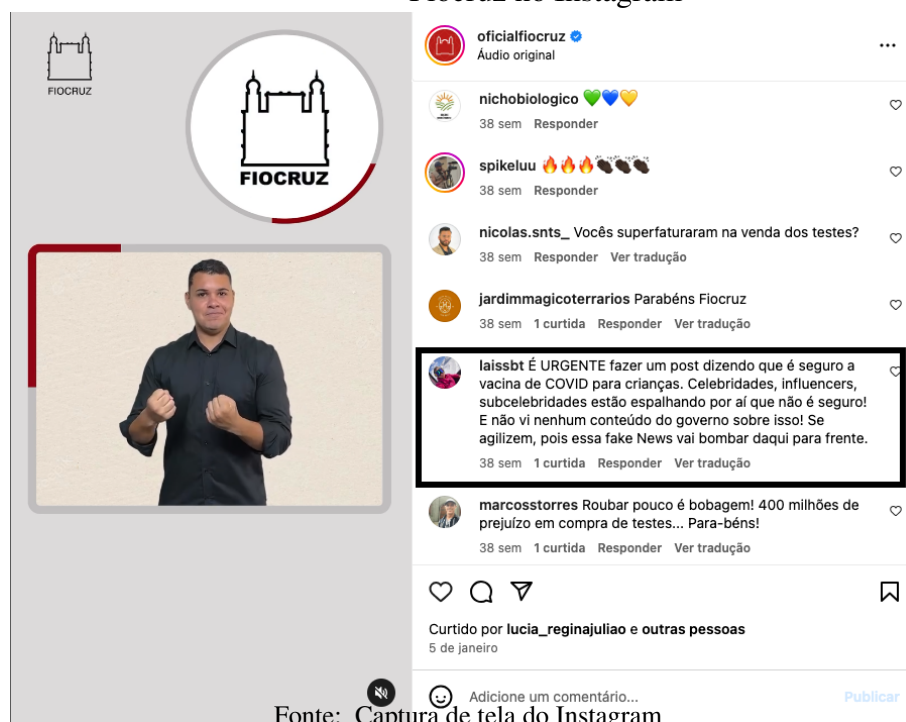 Fiocruz no Instagram
FIOCRUZ
FIOCRUZ
oficialfiocruz
Áudio original
nichobiologico 💚💙💛
38 sem Responder
spikeluu 🔥🔥🔥👏🏿👏🏿👏🏿
38 sem Responder
nicolas.snts_ Vocês superfaturaram na venda dos testes?
38 sem Responder Ver tradução
jardimmagicoterrarios Parabéns Fiocruz
38 sem 1 curtida Responder Ver tradução
laissbt É URGENTE fazer um post dizendo que é seguro a
vacina de COVID para crianças. Celebridades, influencers,
subcelebridades estão espalhando por aí que não é seguro!
E não vi nenhum conteúdo do governo sobre isso! Se
agilizem, pois essa fake News vai bombar daqui para frente.
38 sem 1 curtida Responder Ver tradução
marcosstorres Roubar pouco é bobagem! 400 milhões de
prejuízo em compra de testes... Para-béns!
38 sem 1 curtida Responder Ver tradução
Curtido por lucia_reginajuliao e outras pessoas
5 de janeiro
Adicione um comentário... Publicar
Fonte: Captura de tela do Instagram